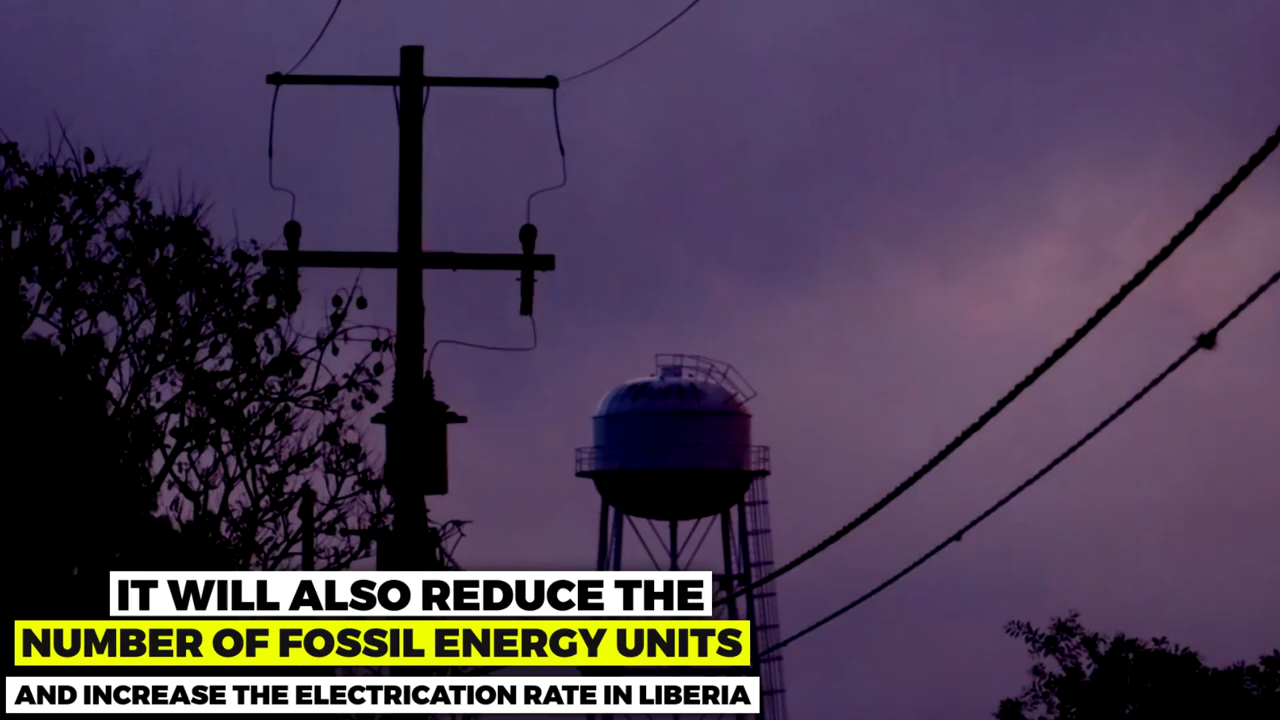 IT WILL ALSO REDUCE THE
NUMBER OF FOSSIL ENERGY UNITS
AND INCREASE THE ELECTRICATION RATE IN LIBERIA